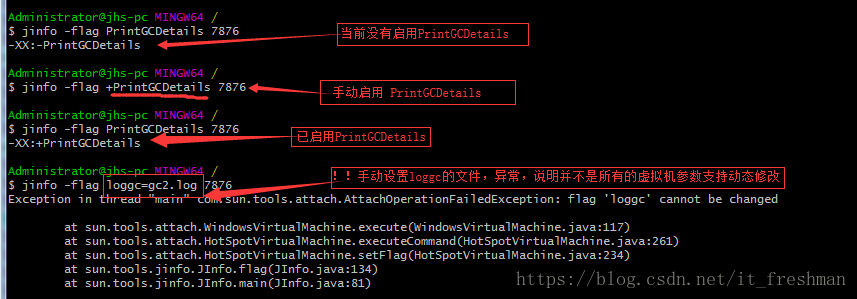 Administrator@jhs-pc MINGW64 /
$ jinfo -flag PrintGCDetails 7876
当前没有启用PrintGCDetails
-XX:-PrintGCDetails
Administrator@jhs-pc MINGW64 /
$ jinfo -flag +PrintGCDetails 7876
手动启用 PrintGCDetails
Administrator@jhs-pc MINGW64 /
$ jinfo -flag PrintGCDetails 7876
已启用PrintGCDetails
-XX:+PrintGCDetails
Administrator@jhs-pc MINGW64 /
$ jinfo -flag loggc=gc2.log 7876
！！手动设置loggc的文件，异常，说明并不是所有的虚拟机参数支持动态修改
Exception in thread "main" com.sun.tools.attach.AttachOperationFailedException: flag 'loggc' cannot be changed
at sun.tools.attach.WindowsVirtualMachine.execute(WindowsVirtualMachine.java:117)
at sun.tools.attach.HotSpotVirtualMachine.executeCommand(HotSpotVirtualMachine.java:261)
at sun.tools.attach.HotSpotVirtualMachine.setFlag(HotSpotVirtualMachine.java:234)
at sun.tools.jinfo.JInfo.flag(JInfo.java:134)
at sun.tools.jinfo.JInfo.main(JInfo.java:81)
https://blog.csdn.net/it_freshman